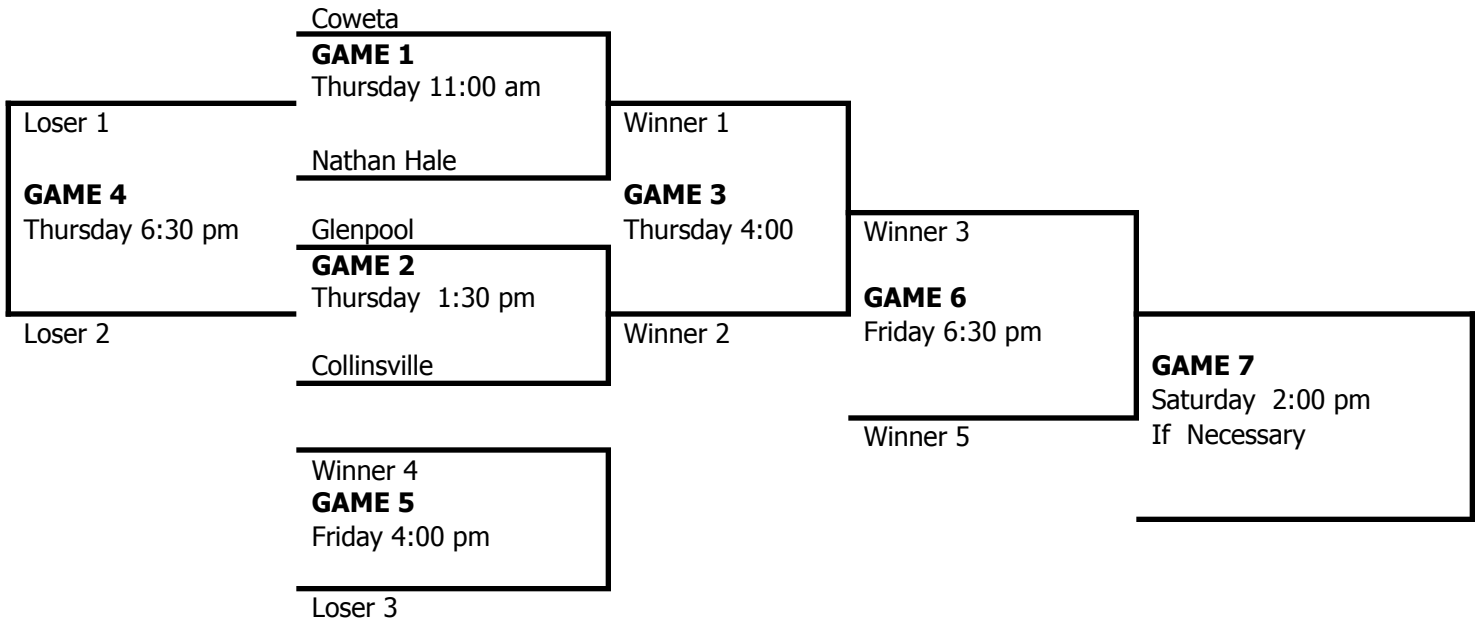 Coweta
GAME 1
Thursday 11:00 am
Nathan Hale
Loser 1
GAME 4
Thursday 6:30 pm
Loser 2
Glenpool
GAME 2
Thursday  1:30 pm
Collinsville
Winner 1
GAME 3
Thursday 4:00
Winner 2
Winner 3
GAME 6
Friday 6:30 pm
Winner 5
GAME 7
Saturday  2:00 pm
If  Necessary
Winner 4
GAME 5
Friday 4:00 pm
Loser 3